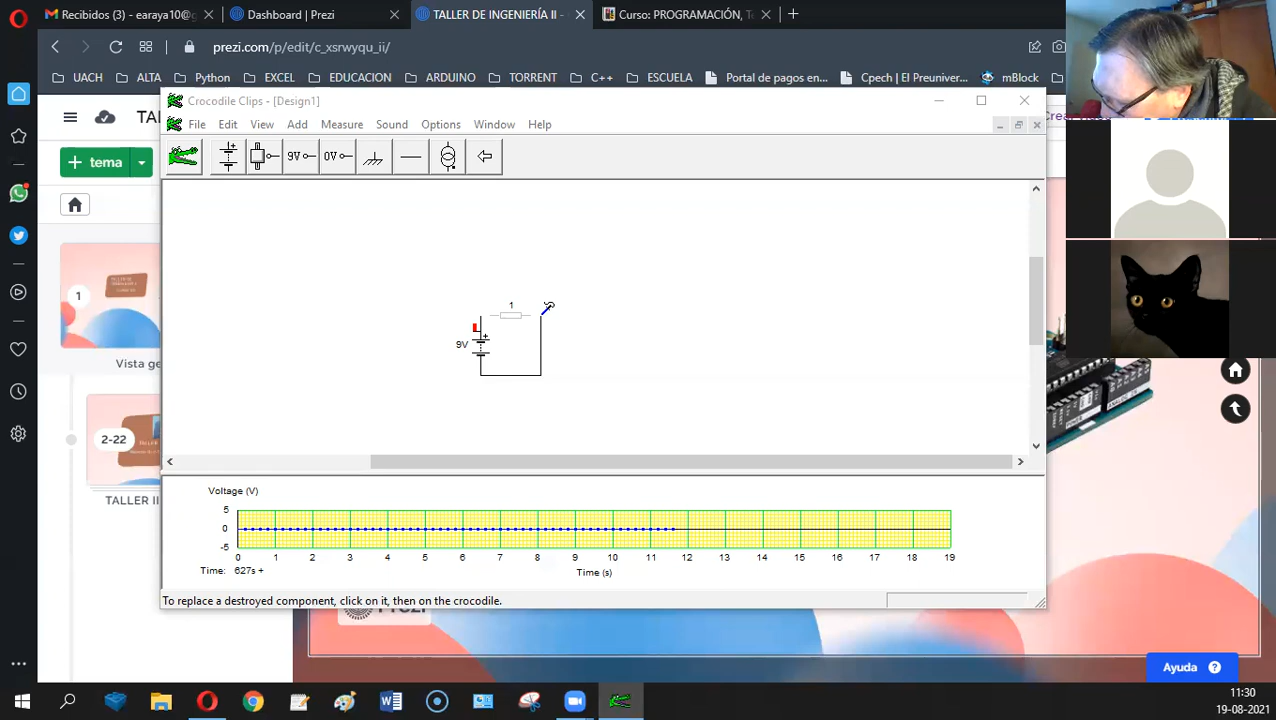 Recibidos (3) - earaya10@g
Dashboard | Prezi
TALLER DE INGENIERÍA II -
Curso: PROGRAMACIÓN, T
prezi.com/p/edit/c_xsrwyqu_ii/
UACH
ALTA
Python
EXCEL
EDUCACION
ARDUINO
TORRENT
C++
ESCUELA
Portal de pagos en...
Cpech | El Preuniver...
mBlock
TA
Crocodile Clips - [Design1]
File Edit View Add Measure Sound Options Window Help
tema
9V
0V
1
Vista ge
1
9V
2-22
TALLER II
Voltage (V)
5
0
-5
0 1 2 3 4 5 6 7 8 9 10 11 12 13 14 15 16 17 18 19
Time: 627s +
Time (s)
To replace a destroyed component, click on it, then on the crocodile.
Ayuda
11:30
19-08-2021